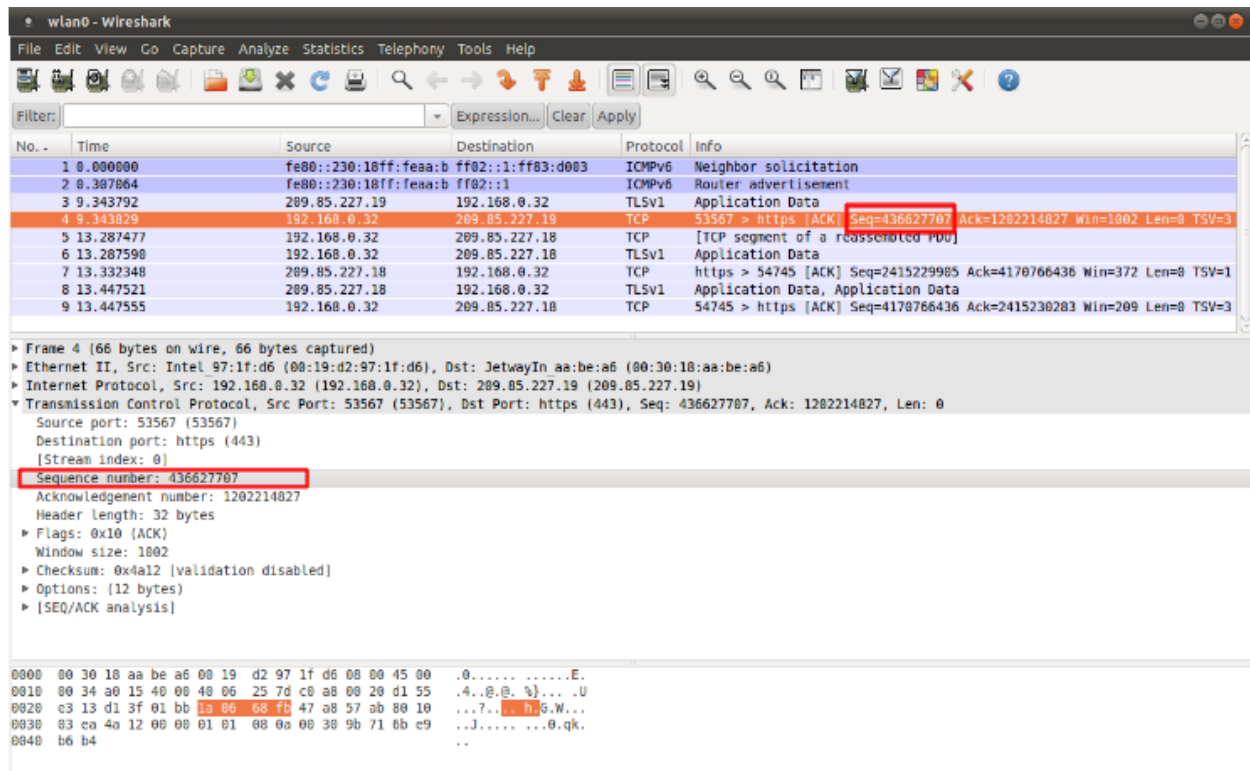 wlan0 - Wireshark
File Edit View Go Capture Analyze Statistics Telephony Tools Help
Filter: Expression... Clear Apply
No. . Time Source Destination Protocol Info
1 0.000000 fe80::230:18ff:feaa:b ff02::1:ff83:d003 ICMPv6 Neighbor solicitation
2 0.307064 fe80::230:18ff:feaa:b ff02::1 ICMPv6 Router advertisement
3 9.343792 209.85.227.19 192.168.0.32 TLSv1 Application Data
4 9.343829 192.168.0.32 209.85.227.19 TCP 53567 > https [ACK] Seq=436627707 Ack=1202214827 Win=1002 Len=0 TSV=3
5 13.287477 192.168.0.32 209.85.227.18 TCP [TCP segment of a reassembled PDU]
6 13.287590 192.168.0.32 209.85.227.18 TLSv1 Application Data
7 13.332348 209.85.227.18 192.168.0.32 TCP https > 54745 [ACK] Seq=2415229905 Ack=4170766436 Win=372 Len=0 TSV=1
8 13.447521 209.85.227.18 192.168.0.32 TLSv1 Application Data, Application Data
9 13.447555 192.168.0.32 209.85.227.18 TCP 54745 > https [ACK] Seq=4170766436 Ack=2415230283 Win=209 Len=0 TSV=3
Frame 4 (66 bytes on wire, 66 bytes captured)
Ethernet II, Src: Intel_97:1f:d6 (00:19:d2:97:1f:d6), Dst: JetwayIn_aa:be:a6 (00:30:18:aa:be:a6)
Internet Protocol, Src: 192.168.0.32 (192.168.0.32), Dst: 209.85.227.19 (209.85.227.19)
Transmission Control Protocol, Src Port: 53567 (53567), Dst Port: https (443), Seq: 436627707, Ack: 1202214827, Len: 0
Source port: 53567 (53567)
Destination port: https (443)
[Stream index: 0]
Sequence number: 436627707
Acknowledgement number: 1202214827
Header length: 32 bytes
Flags: 0x10 (ACK)
Window size: 1002
Checksum: 0x4a12 [validation disabled]
Options: (12 bytes)
[SEQ/ACK analysis]
0000 00 30 18 aa be a6 00 19 d2 97 1f d6 08 00 45 00 .0...... ......E.
0010 00 34 a0 15 40 00 40 06 25 7d c0 a8 00 20 d1 55 .4..@.@. %}... .U
0020 e3 13 d1 3f 01 bb 1a 06 68 fb 47 a8 57 ab 80 10 ...?.... h.G.W...
0030 03 ea 4a 12 00 00 01 01 08 0a 00 30 9b 71 6b e9 ..J..... ...0.qk.
0040 b6 b4 ..